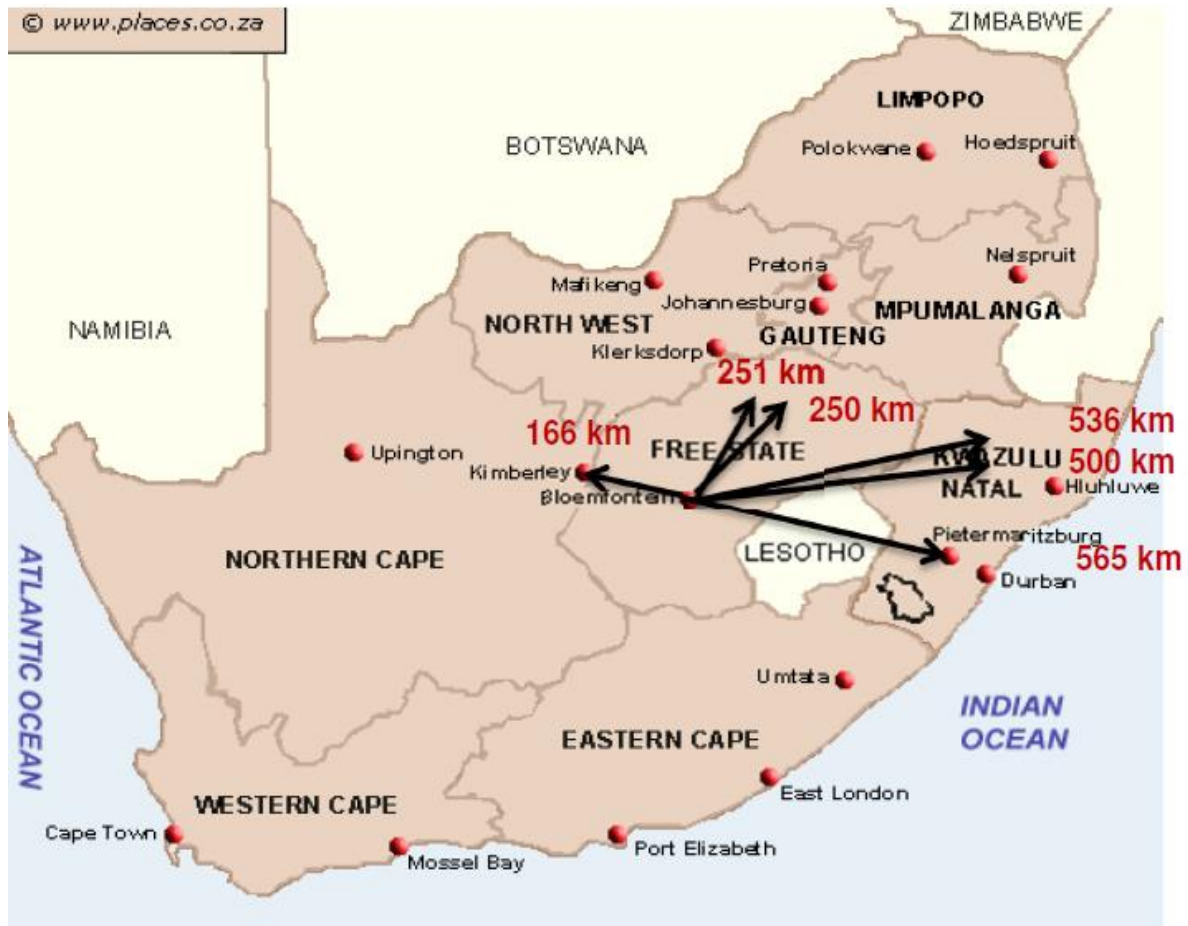 © www.places.co.za
ZIMBABWE
LIMPOPO
BOTSWANA
Polokwane
Hoedspruit
Pretoria
Nelspruit
Mafikeng
Johannesburg
MPUMALANGA
NAMIBIA
NORTH WEST
GAUTENG
Klerksdorp
251 km
250 km
536 km
166 km
FREE STATE
Upington
KWAZULU
500 km
Kimberley
NATAL
Hluhluwe
Bloemfontein
Pietermaritzburg
LESOTHO
565 km
NORTHERN CAPE
Durban
ATLANTIC OCEAN
Umtata
INDIAN
OCEAN
EASTERN CAPE
East London
WESTERN CAPE
Cape Town
Port Elizabeth
Mossel Bay